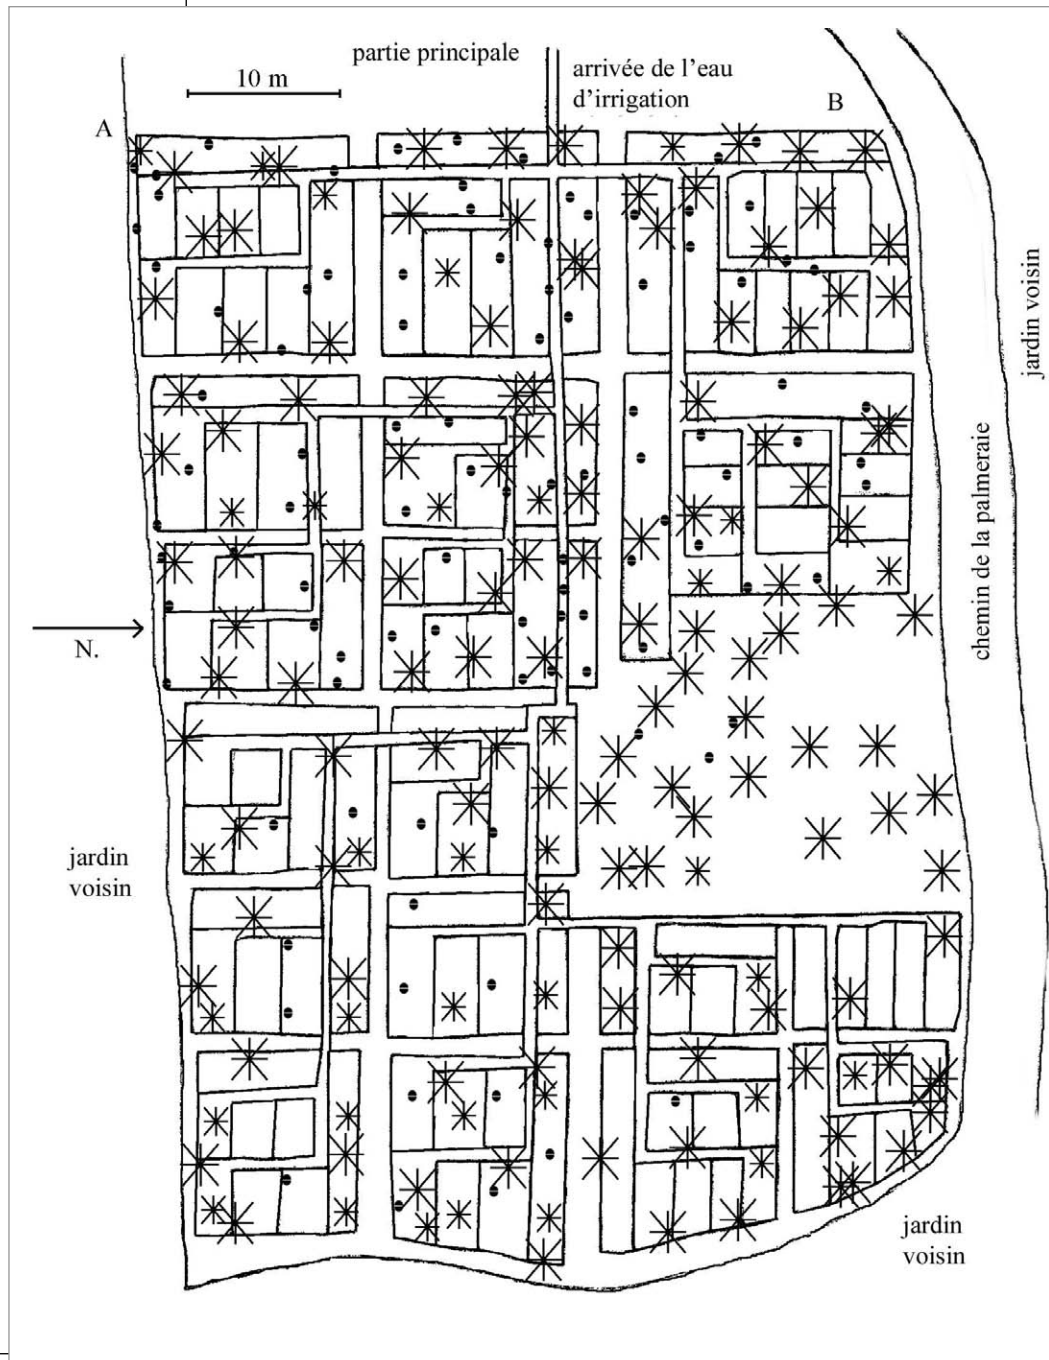 partie principale
10 m
arrivée de l’eau
d’irrigation
A
B
jardin voisin
chemin de la palmeraie
N.
jardin
voisin
jardin
voisin